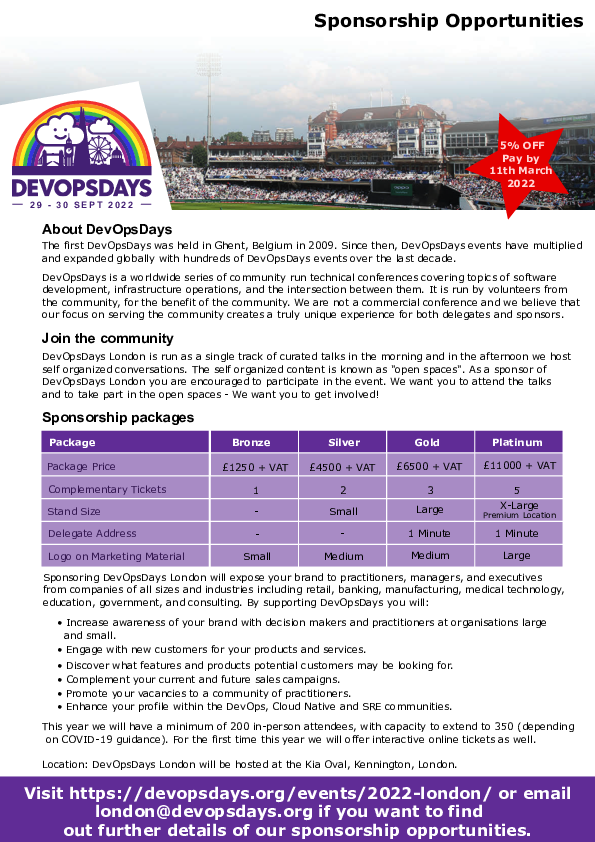 Sponsorship Opportunities
5% OFF
Pay by
11th March
2022
DEVOPSDAYS
29 - 30 SEPT 2022
About DevOpsDays
The first DevOpsDays was held in Ghent, Belgium in 2009. Since then, DevOpsDays events have multiplied
and expanded globally with hundreds of DevOpsDays events over the last decade.
DevOpsDays is a worldwide series of community run technical conferences covering topics of software
development, infrastructure operations, and the intersection between them. It is run by volunteers from
the community, for the benefit of the community. We are not a commercial conference and we believe that
our focus on serving the community creates a truly unique experience for both delegates and sponsors.
Join the community
DevOpsDays London is run as a single track of curated talks in the morning and in the afternoon we host
self organized conversations. The self organized content is known as "open spaces". As a sponsor of
DevOpsDays London you are encouraged to participate in the event. We want you to attend the talks
and to take part in the open spaces - We want you to get involved!
Sponsorship packages
Package Bronze Silver Gold Platinum
Package Price £1250 + VAT £4500 + VAT £6500 + VAT £11000 + VAT
Complementary Tickets 1 2 3 5
Stand Size - Small Large X-Large
Premium Location
Delegate Address - - 1 Minute 1 Minute
Logo on Marketing Material Small Medium Medium Large
Sponsoring DevOpsDays London will expose your brand to practitioners, managers, and executives
from companies of all sizes and industries including retail, banking, manufacturing, medical technology,
education, government, and consulting. By supporting DevOpsDays you will:
• Increase awareness of your brand with decision makers and practitioners at organisations large
and small.
• Engage with new customers for your products and services.
• Discover what features and products potential customers may be looking for.
• Complement your current and future sales campaigns.
• Promote your vacancies to a community of practitioners.
• Enhance your profile within the DevOps, Cloud Native and SRE communities.
This year we will have a minimum of 200 in-person attendees, with capacity to extend to 350 (depending
on COVID-19 guidance). For the first time this year we will offer interactive online tickets as well.
Location: DevOpsDays London will be hosted at the Kia Oval, Kennington, London.
Visit https://devopsdays.org/events/2022-london/ or email
london@devopsdays.org if you want to find
out further details of our sponsorship opportunities.